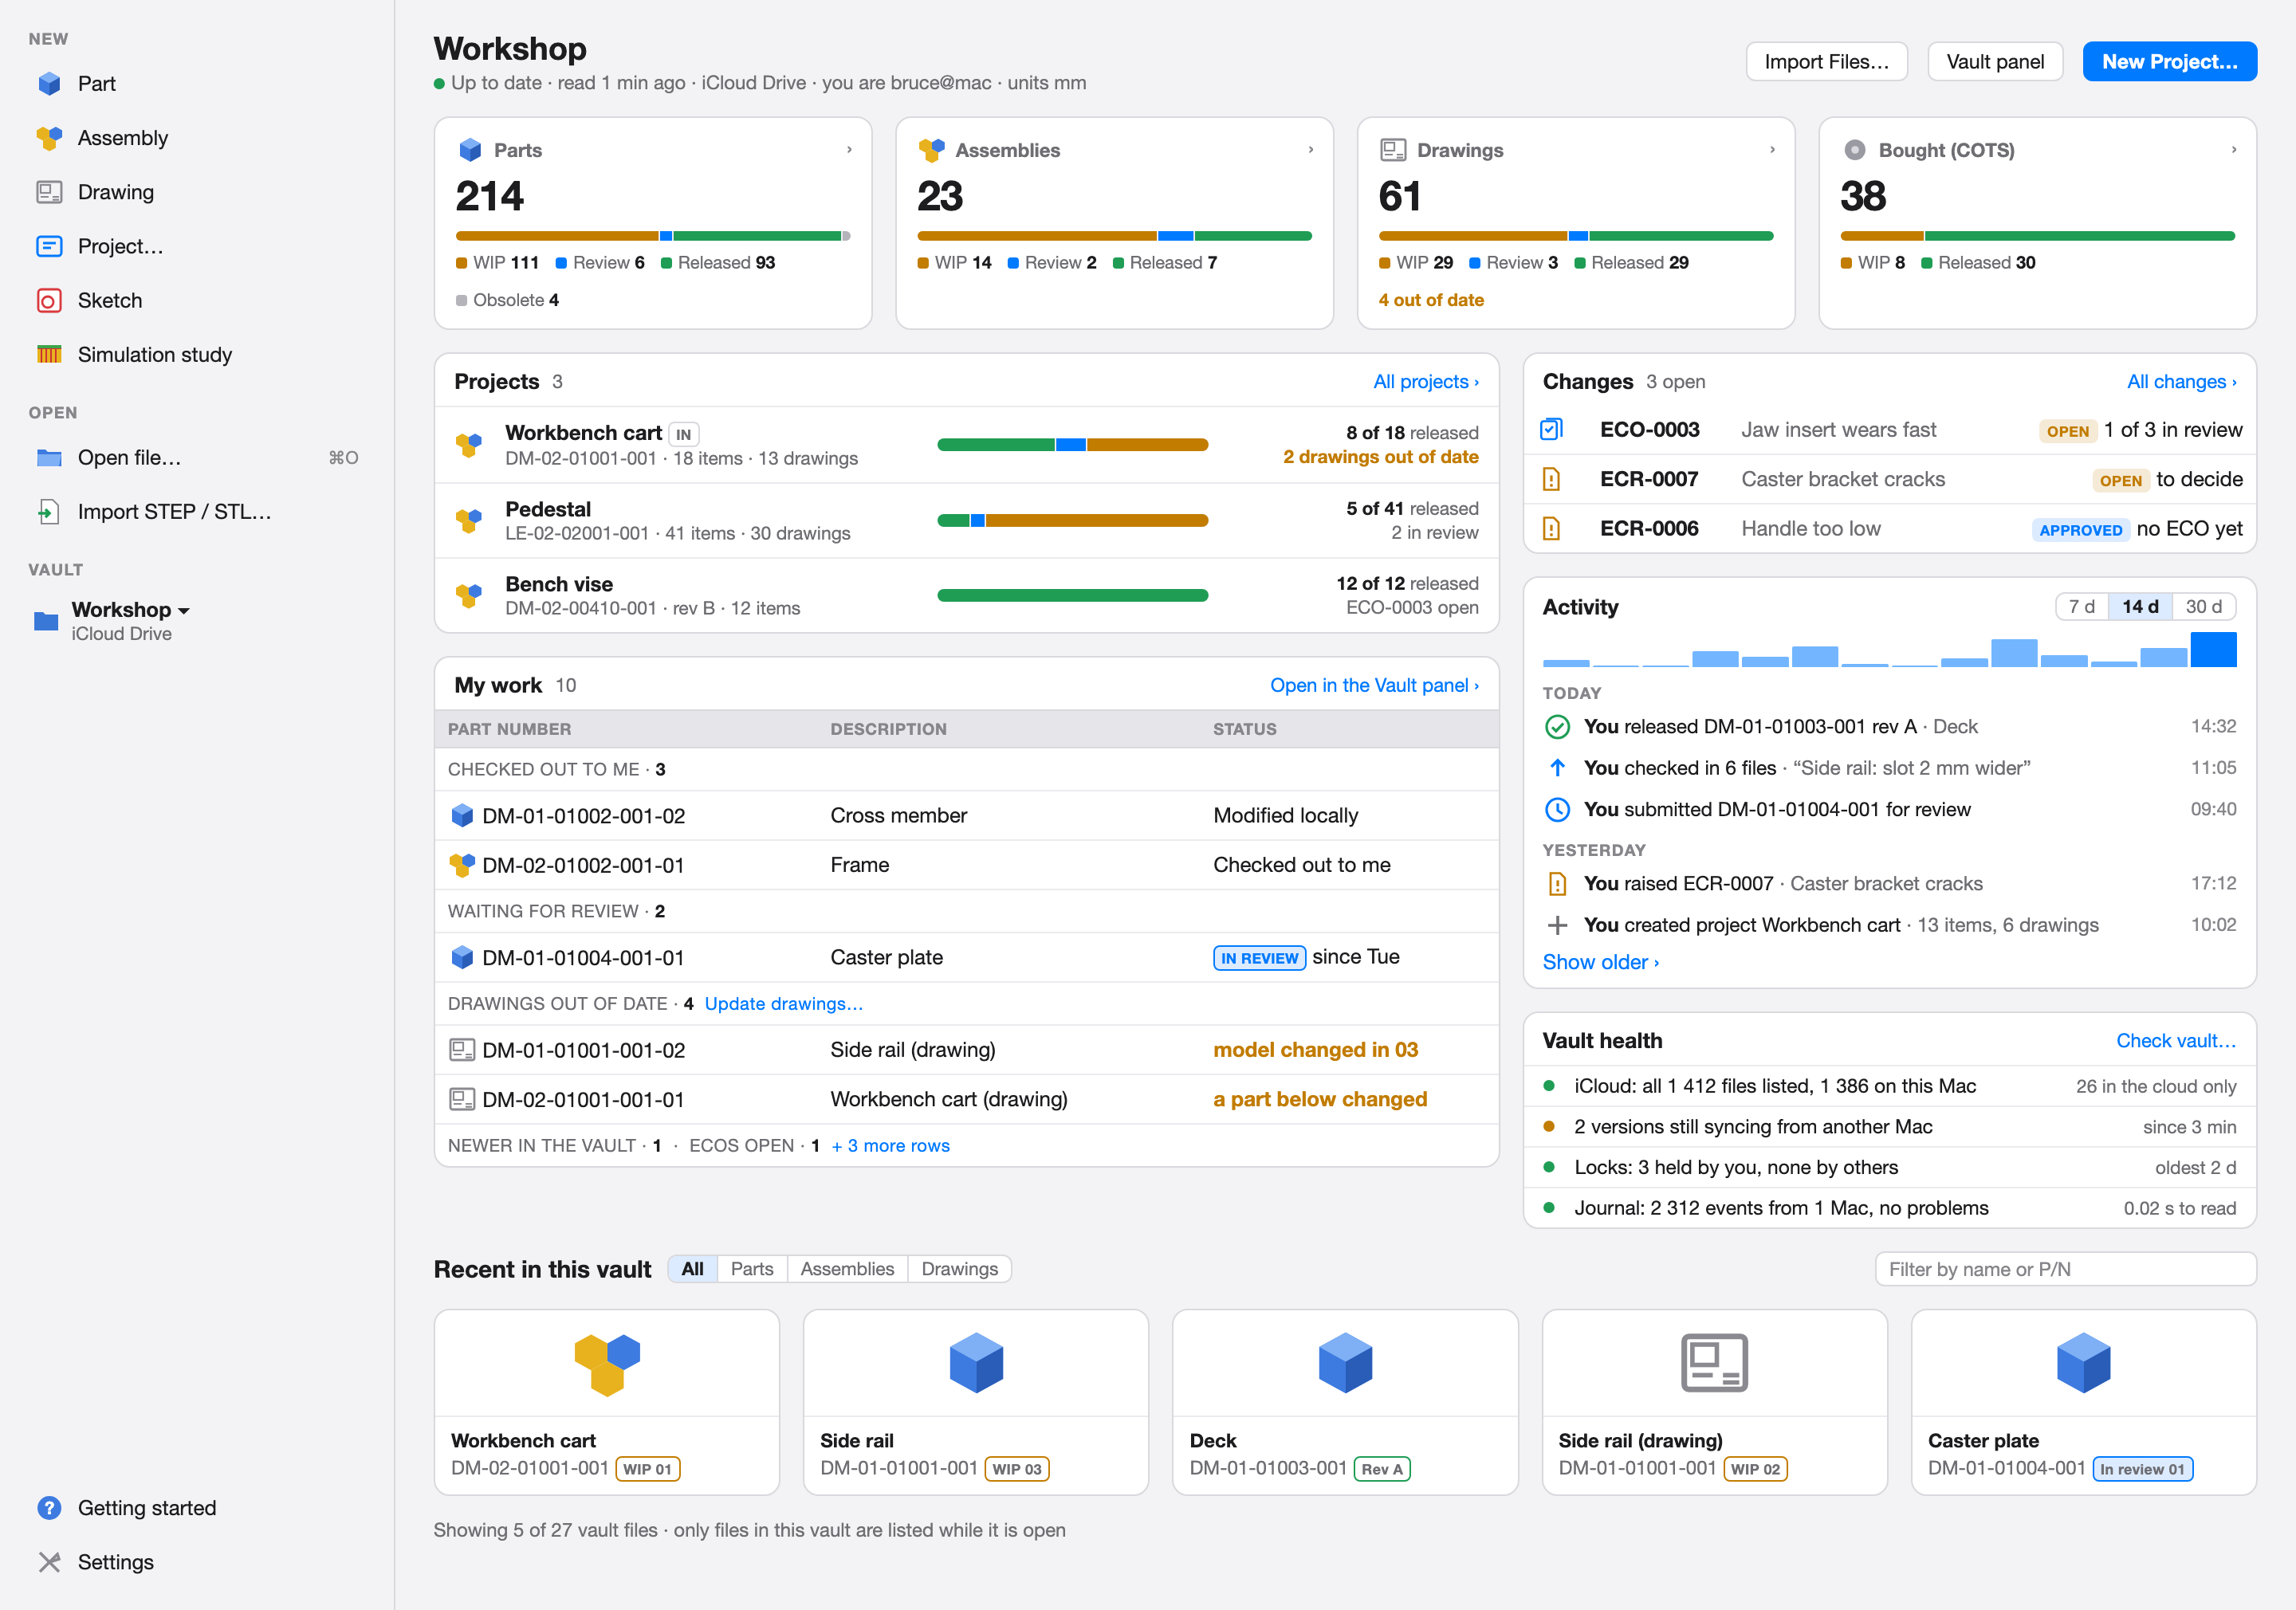 NEW
Part
Assembly
Drawing
Project…
Sketch
Simulation study
OPEN
Open file… ⌘O
Import STEP / STL…
VAULT
Workshop
iCloud Drive
Getting started
Settings
Workshop
Up to date · read 1 min ago · iCloud Drive · you are bruce@mac · units mm
Import Files… Vault panel New Project…
Parts ›
214
WIP 111 Review 6 Released 93
Obsolete 4
Assemblies ›
23
WIP 14 Review 2 Released 7
Drawings ›
61
WIP 29 Review 3 Released 29
4 out of date
Bought (COTS) ›
38
WIP 8 Released 30
Projects 3 All projects ›
Workbench cart IN 8 of 18 released
DM-02-01001-001 · 18 items · 13 drawings 2 drawings out of date
Pedestal 5 of 41 released
LE-02-02001-001 · 41 items · 30 drawings 2 in review
Bench vise 12 of 12 released
DM-02-00410-001 · rev B · 12 items ECO-0003 open
My work 10 Open in the Vault panel ›
PART NUMBER DESCRIPTION STATUS
CHECKED OUT TO ME · 3
DM-01-01002-001-02 Cross member Modified locally
DM-02-01002-001-01 Frame Checked out to me
WAITING FOR REVIEW · 2
DM-01-01004-001-01 Caster plate IN REVIEW since Tue
DRAWINGS OUT OF DATE · 4 Update drawings…
DM-01-01001-001-02 Side rail (drawing) model changed in 03
DM-02-01001-001-01 Workbench cart (drawing) a part below changed
NEWER IN THE VAULT · 1 · ECOS OPEN · 1 + 3 more rows
Changes 3 open All changes ›
ECO-0003 Jaw insert wears fast OPEN 1 of 3 in review
ECR-0007 Caster bracket cracks OPEN to decide
ECR-0006 Handle too low APPROVED no ECO yet
Activity 7 d 14 d 30 d
TODAY
You released DM-01-01003-001 rev A · Deck 14:32
You checked in 6 files · “Side rail: slot 2 mm wider” 11:05
You submitted DM-01-01004-001 for review 09:40
YESTERDAY
You raised ECR-0007 · Caster bracket cracks 17:12
You created project Workbench cart · 13 items, 6 drawings 10:02
Show older ›
Vault health Check vault…
iCloud: all 1 412 files listed, 1 386 on this Mac 26 in the cloud only
2 versions still syncing from another Mac since 3 min
Locks: 3 held by you, none by others oldest 2 d
Journal: 2 312 events from 1 Mac, no problems 0.02 s to read
Recent in this vault All Parts Assemblies Drawings Filter by name or P/N
Workbench cart
DM-02-01001-001 WIP 01
Side rail
DM-01-01001-001 WIP 03
Deck
DM-01-01003-001 Rev A
Side rail (drawing)
DM-01-01001-001 WIP 02
Caster plate
DM-01-01004-001 In review 01
Showing 5 of 27 vault files · only files in this vault are listed while it is open